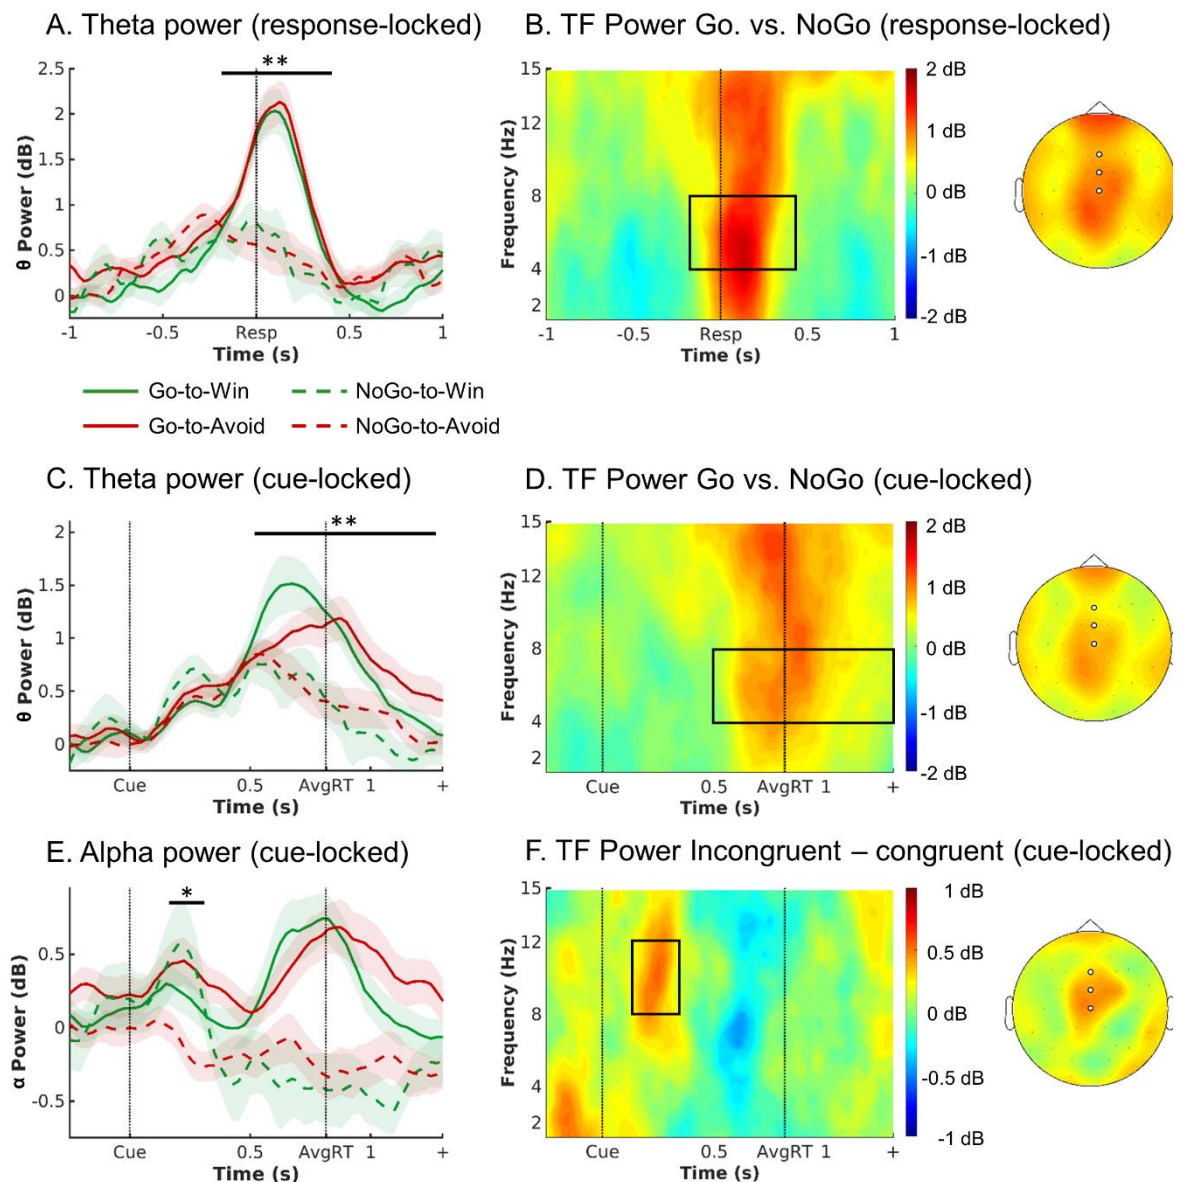 A. Theta power (response-locked)
B. TF Power Go. vs. NoGo (response-locked)
**
2.5
2
1.5
1
0.5
0
θ Power (dB)
-1 -0.5 Resp 0.5 1
Time (s)
15
12
8
4
2
Frequency (Hz)
-1 -0.5 Resp 0.5 1
Time (s)
2 dB
1 dB
0 dB
-1 dB
-2 dB
Go-to-Win NoGo-to-Win
Go-to-Avoid NoGo-to-Avoid
C. Theta power (cue-locked)
D. TF Power Go vs. NoGo (cue-locked)
**
2
1.5
1
0.5
0
θ Power (dB)
Cue 0.5 AvgRT 1 +
Time (s)
15
12
8
4
2
Frequency (Hz)
Cue 0.5 AvgRT 1 +
Time (s)
2 dB
1 dB
0 dB
-1 dB
-2 dB
E. Alpha power (cue-locked)
F. TF Power Incongruent – congruent (cue-locked)
*
0.5
0
-0.5
α Power (dB)
Cue 0.5 AvgRT 1 +
Time (s)
15
12
8
4
2
Frequency (Hz)
Cue 0.5 AvgRT 1 +
Time (s)
1 dB
0.5 dB
0 dB
-0.5 dB
-1 dB